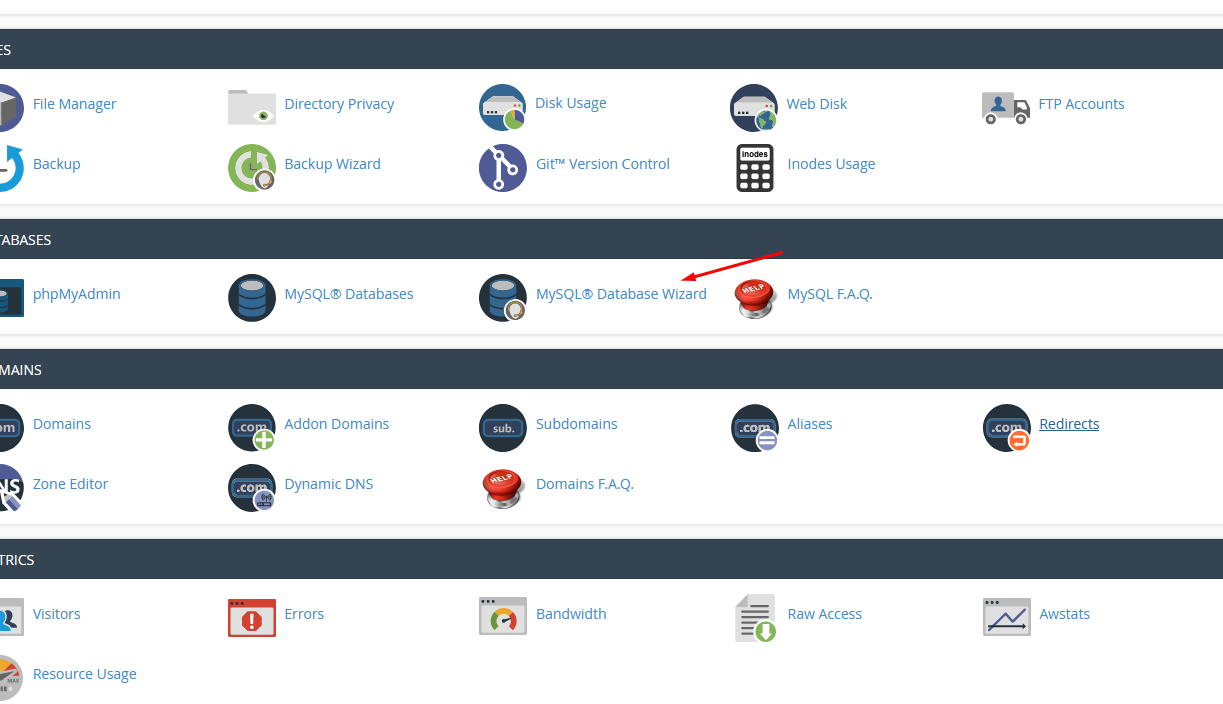 ES
File Manager
Directory Privacy
Disk Usage
Web Disk
FTP Accounts
Backup
Backup Wizard
Git™ Version Control
inodes
Inodes Usage
TABASES
phpMyAdmin
MySQL® Databases
MySQL® Database Wizard
HELP
MySQL F.A.Q.
MAINS
om
Domains
.com
Addon Domains
sub.
Subdomains
.com
Aliases
.com
Redirects
NS
Zone Editor
.com
Dynamic DNS
HELP
Domains F.A.Q.
TRICS
Visitors
Errors
Bandwidth
Raw Access
Awstats
MAX
Resource Usage